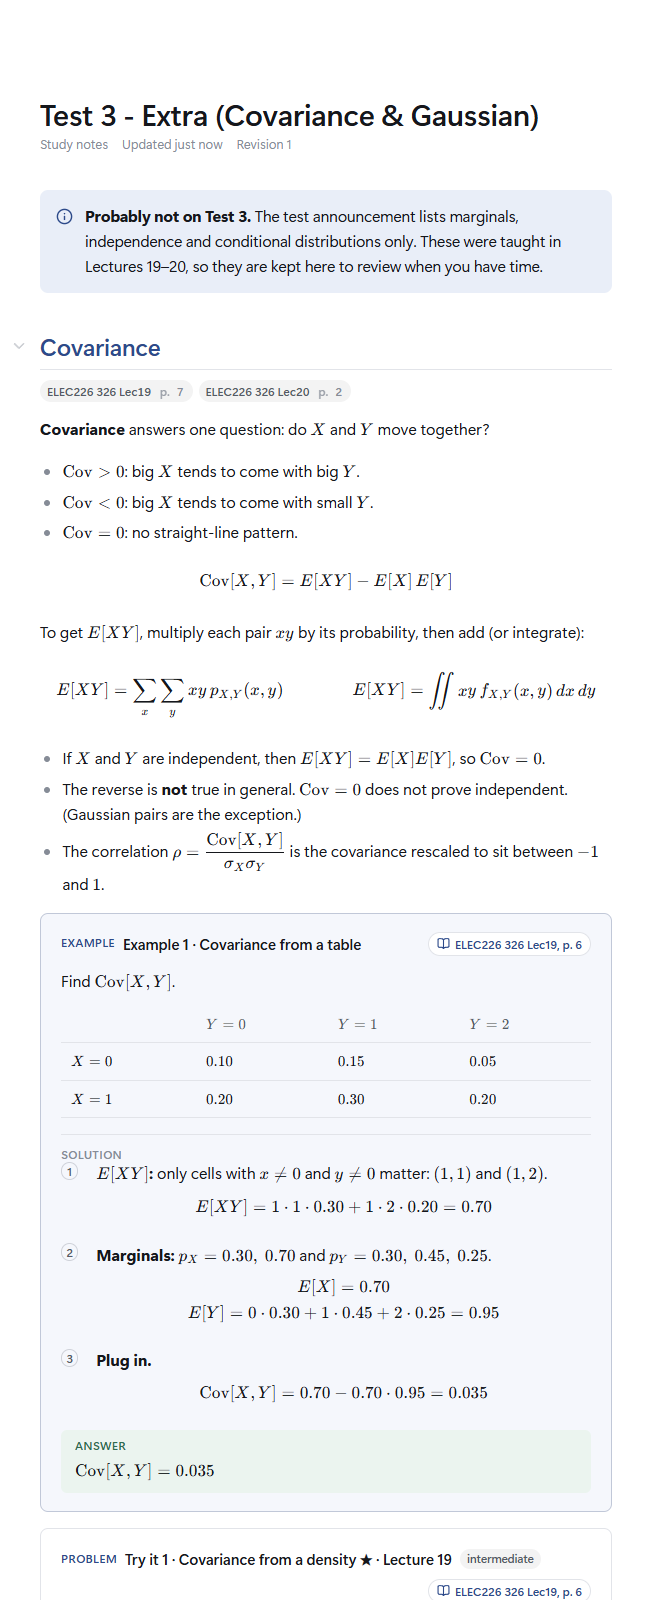 Test 3 - Extra (Covariance & Gaussian)
Study notes Updated just now Revision 1
Probably not on Test 3. The test announcement lists marginals,
independence and conditional distributions only. These were taught in
Lectures 19–20, so they are kept here to review when you have time.
Covariance
ELEC226 326 Lec19 p. 7 ELEC226 326 Lec20 p. 2
Covariance answers one question: do X and Y move together?
• Cov > 0: big X tends to come with big Y.
• Cov < 0: big X tends to come with small Y.
• Cov = 0: no straight-line pattern.
Cov[X, Y] = E[XY] − E[X] E[Y]
To get E[XY], multiply each pair xy by its probability, then add (or integrate):
E[XY] = ∑_x ∑_y xy p_{X,Y}(x, y) E[XY] = ∬ xy f_{X,Y}(x, y) dx dy
• If X and Y are independent, then E[XY] = E[X]E[Y], so Cov = 0.
• The reverse is not true in general. Cov = 0 does not prove independent.
(Gaussian pairs are the exception.)
• The correlation ρ = Cov[X, Y] / σ_X σ_Y is the covariance rescaled to sit between −1
and 1.
EXAMPLE Example 1 · Covariance from a table ELEC226 326 Lec19, p. 6
Find Cov[X, Y].
Y = 0 Y = 1 Y = 2
X = 0 0.10 0.15 0.05
X = 1 0.20 0.30 0.20
SOLUTION
1 E[XY]: only cells with x ≠ 0 and y ≠ 0 matter: (1, 1) and (1, 2).
E[XY] = 1 · 1 · 0.30 + 1 · 2 · 0.20 = 0.70
2 Marginals: p_X = 0.30, 0.70 and p_Y = 0.30, 0.45, 0.25.
E[X] = 0.70
E[Y] = 0 · 0.30 + 1 · 0.45 + 2 · 0.25 = 0.95
3 Plug in.
Cov[X, Y] = 0.70 − 0.70 · 0.95 = 0.035
ANSWER
Cov[X, Y] = 0.035
PROBLEM Try it 1 · Covariance from a density ★ · Lecture 19 intermediate
ELEC226 326 Lec19, p. 6